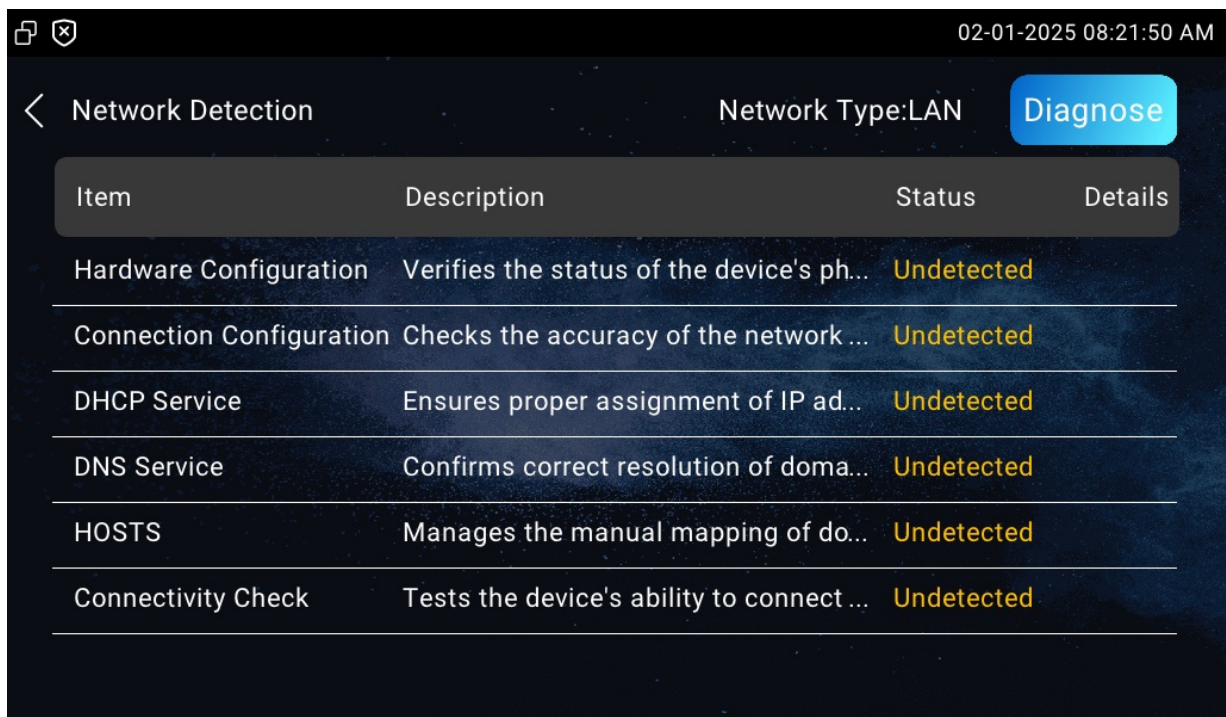 02-01-2025 08:21:50 AM
Network Detection Network Type:LAN Diagnose
Item Description Status Details
Hardware Configuration Verifies the status of the device's ph... Undetected
Connection Configuration Checks the accuracy of the network ... Undetected
DHCP Service Ensures proper assignment of IP ad... Undetected
DNS Service Confirms correct resolution of doma... Undetected
HOSTS Manages the manual mapping of do... Undetected
Connectivity Check Tests the device's ability to connect ... Undetected